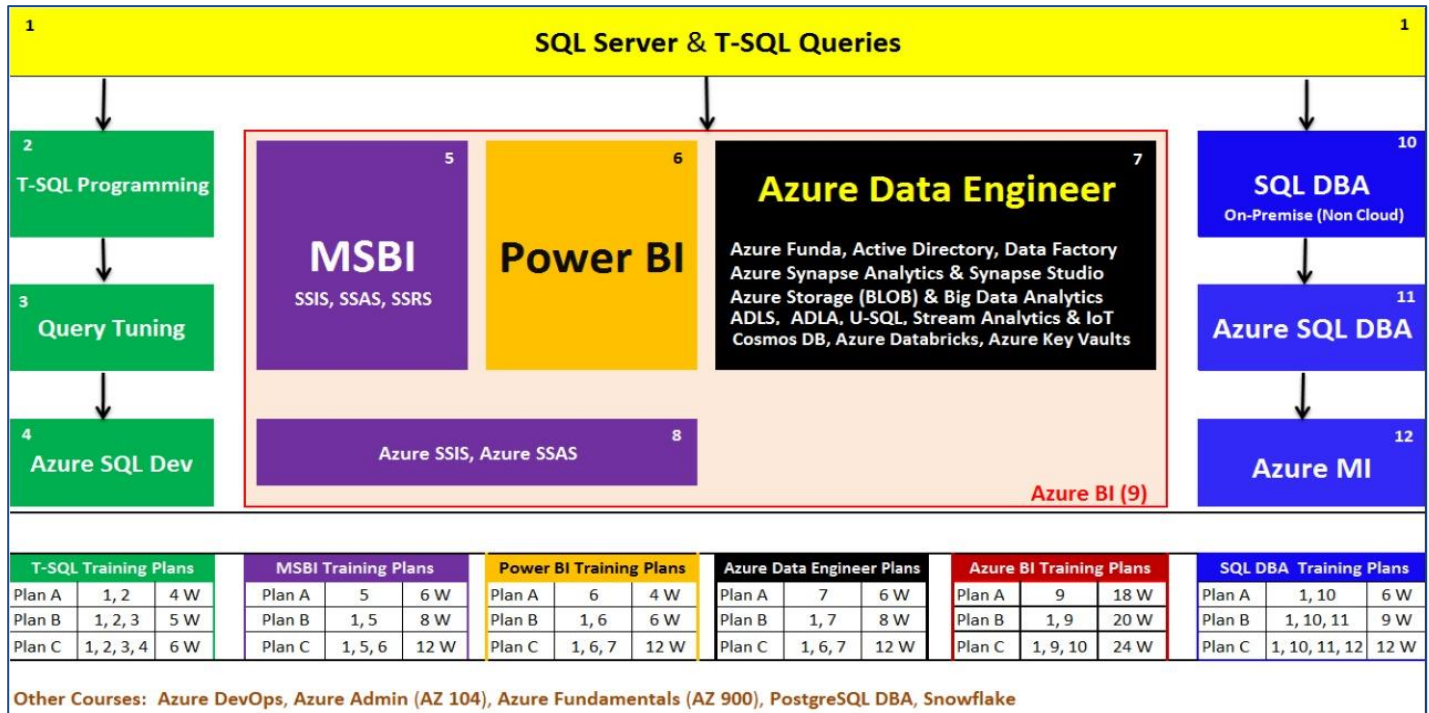 1
SQL Server & T-SQL Queries
1
2
T-SQL Programming
3
Query Tuning
4
Azure SQL Dev
5
MSBI
SSIS, SSAS, SSRS
6
Power BI
7
Azure Data Engineer
Azure Funda, Active Directory, Data Factory
Azure Synapse Analytics & Synapse Studio
Azure Storage (BLOB) & Big Data Analytics
ADLS, ADLA, U-SQL, Stream Analytics & IoT
Cosmos DB, Azure Databricks, Azure Key Vaults
8
Azure SSIS, Azure SSAS
Azure BI (9)
10
SQL DBA
On-Premise (Non Cloud)
11
Azure SQL DBA
12
Azure MI
T-SQL Training Plans
Plan A 1, 2 4 W
Plan B 1, 2, 3 5 W
Plan C 1, 2, 3, 4 6 W
MSBI Training Plans
Plan A 5 6 W
Plan B 1, 5 8 W
Plan C 1, 5, 6 12 W
Power BI Training Plans
Plan A 6 4 W
Plan B 1, 6 6 W
Plan C 1, 6, 7 12 W
Azure Data Engineer Plans
Plan A 7 6 W
Plan B 1, 7 8 W
Plan C 1, 6, 7 12 W
Azure BI Training Plans
Plan A 9 18 W
Plan B 1, 9 20 W
Plan C 1, 9, 10 24 W
SQL DBA Training Plans
Plan A 1, 10 6 W
Plan B 1, 10, 11 9 W
Plan C 1, 10, 11, 12 12 W
Other Courses: Azure DevOps, Azure Admin (AZ 104), Azure Fundamentals (AZ 900), PostgreSQL DBA, Snowflake